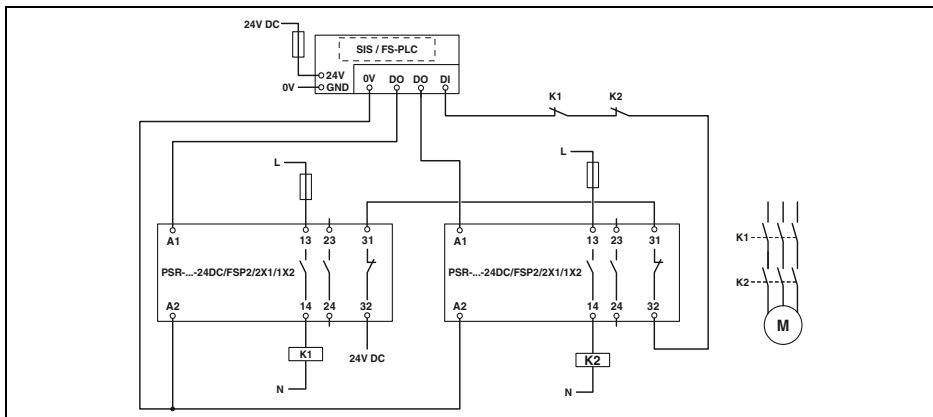 24V DC
SIS / FS-PLC
24V
0V GND
0V DO DO DI
K1 K2
L
L
A1 13 23 31
A1 13 23 31
PSR-...-24DC/FSP2/2X1/1X2
PSR-...-24DC/FSP2/2X1/1X2
A2 14 24 32
A2 14 24 32
K1
24V DC
N
K2
N
K1
K2
M